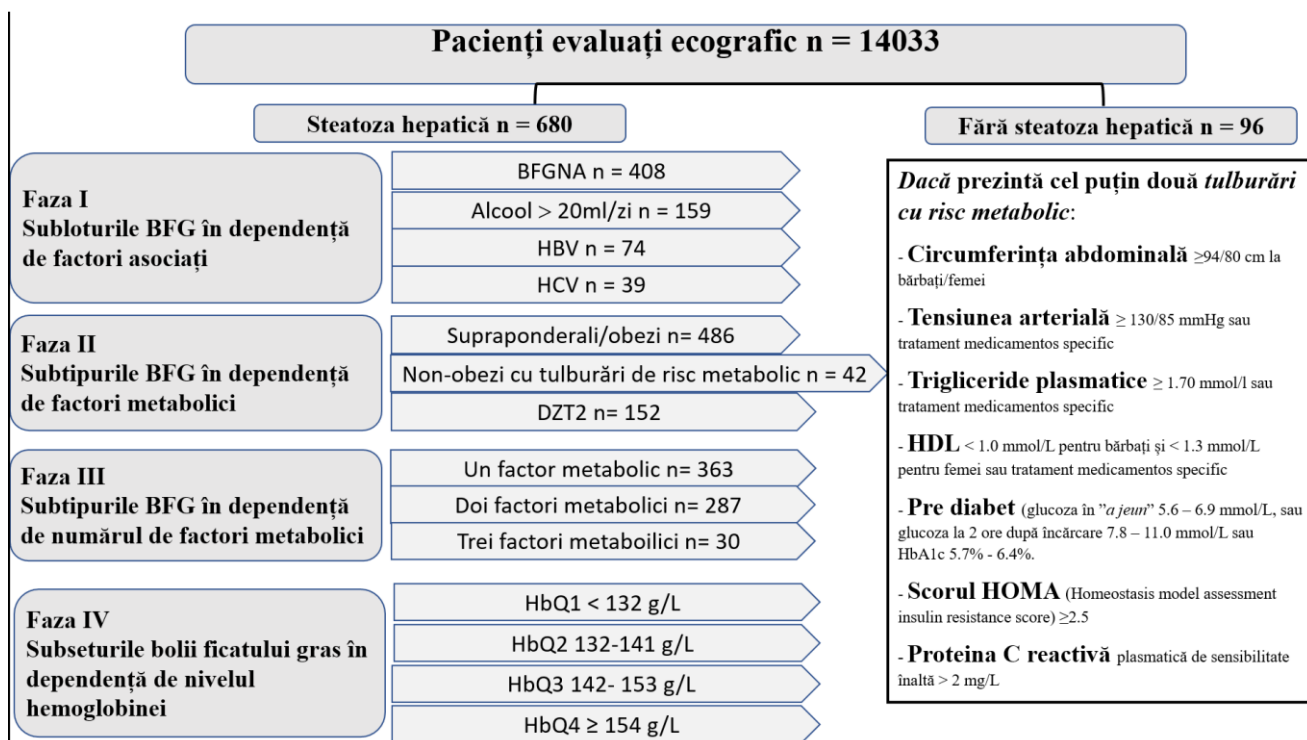 Pacienți evaluați ecografic n = 14033
Steatoza hepatică n = 680
Fără steatoza hepatică n = 96
Faza I
Subloturile BFG în dependență
de factori asociați
BFGNA n = 408
Alcool > 20ml/zi n = 159
HBV n = 74
HCV n = 39
Faza II
Subtipurile BFG în dependență
de factori metabolici
Supraponderali/obezi n= 486
Non-obezi cu tulburări de risc metabolic n = 42
DZT2 n= 152
Faza III
Subtipurile BFG în dependență
de numărul de factori metabolici
Un factor metabolic n= 363
Doi factori metabolici n= 287
Trei factori metaboilici n= 30
Faza IV
Subseturile bolii ficatului gras în
dependență de nivelul
hemoglobinei
HbQ1 < 132 g/L
HbQ2 132-141 g/L
HbQ3 142- 153 g/L
HbQ4 ≥ 154 g/L
Dacă prezintă cel puțin două tulburări
cu risc metabolic:
- Circumferința abdominală ≥94/80 cm la
bărbați/femei
- Tensiunea arterială ≥ 130/85 mmHg sau
tratament medicamentos specific
- Trigliceride plasmatice ≥ 1.70 mmol/l sau
tratament medicamentos specific
- HDL < 1.0 mmol/L pentru bărbați și < 1.3 mmol/L
pentru femei sau tratament medicamentos specific
- Pre diabet (glucoza în ”a jeun” 5.6 – 6.9 mmol/L, sau
glucoza la 2 ore după încărcare 7.8 – 11.0 mmol/L sau
HbA1c 5.7% - 6.4%.
- Scorul HOMA (Homeostasis model assessment
insulin resistance score) ≥2.5
- Proteina C reactivă plasmatică de sensibilitate
înaltă > 2 mg/L